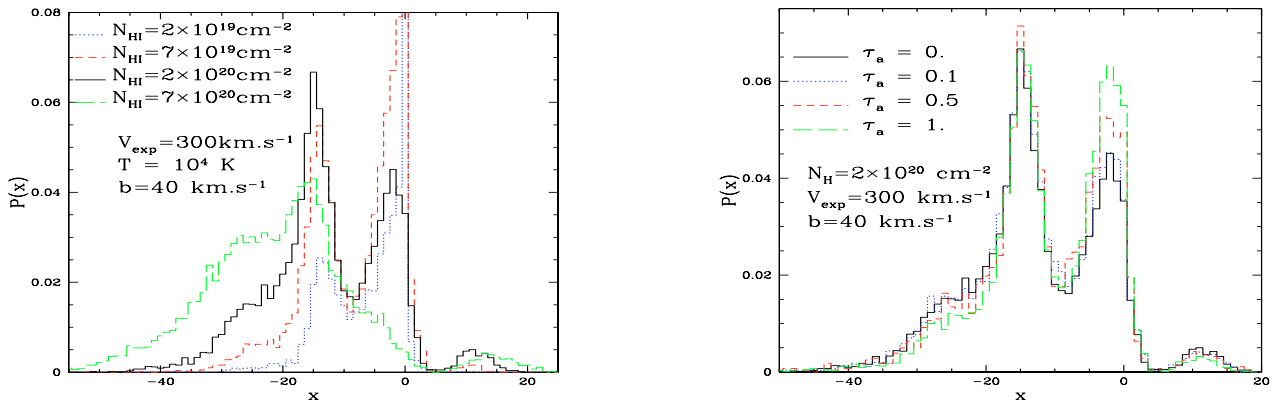 N_HI=2×10^19cm^-2
N_HI=7×10^19cm^-2
N_HI=2×10^20cm^-2
N_HI=7×10^20cm^-2
V_exp=300km.s^-1
T = 10^4 K
b=40 km.s^-1
0.08
0.06
0.04
0.02
0
P(x)
−40
−20
0
20
x
τ_a = 0.
τ_a = 0.1
τ_a = 0.5
τ_a = 1.
N_H=2×10^20 cm^-2
V_exp=300 km.s^-1
b=40 km.s^-1
0.06
0.04
0.02
0
P(x)
−40
−20
0
20
x